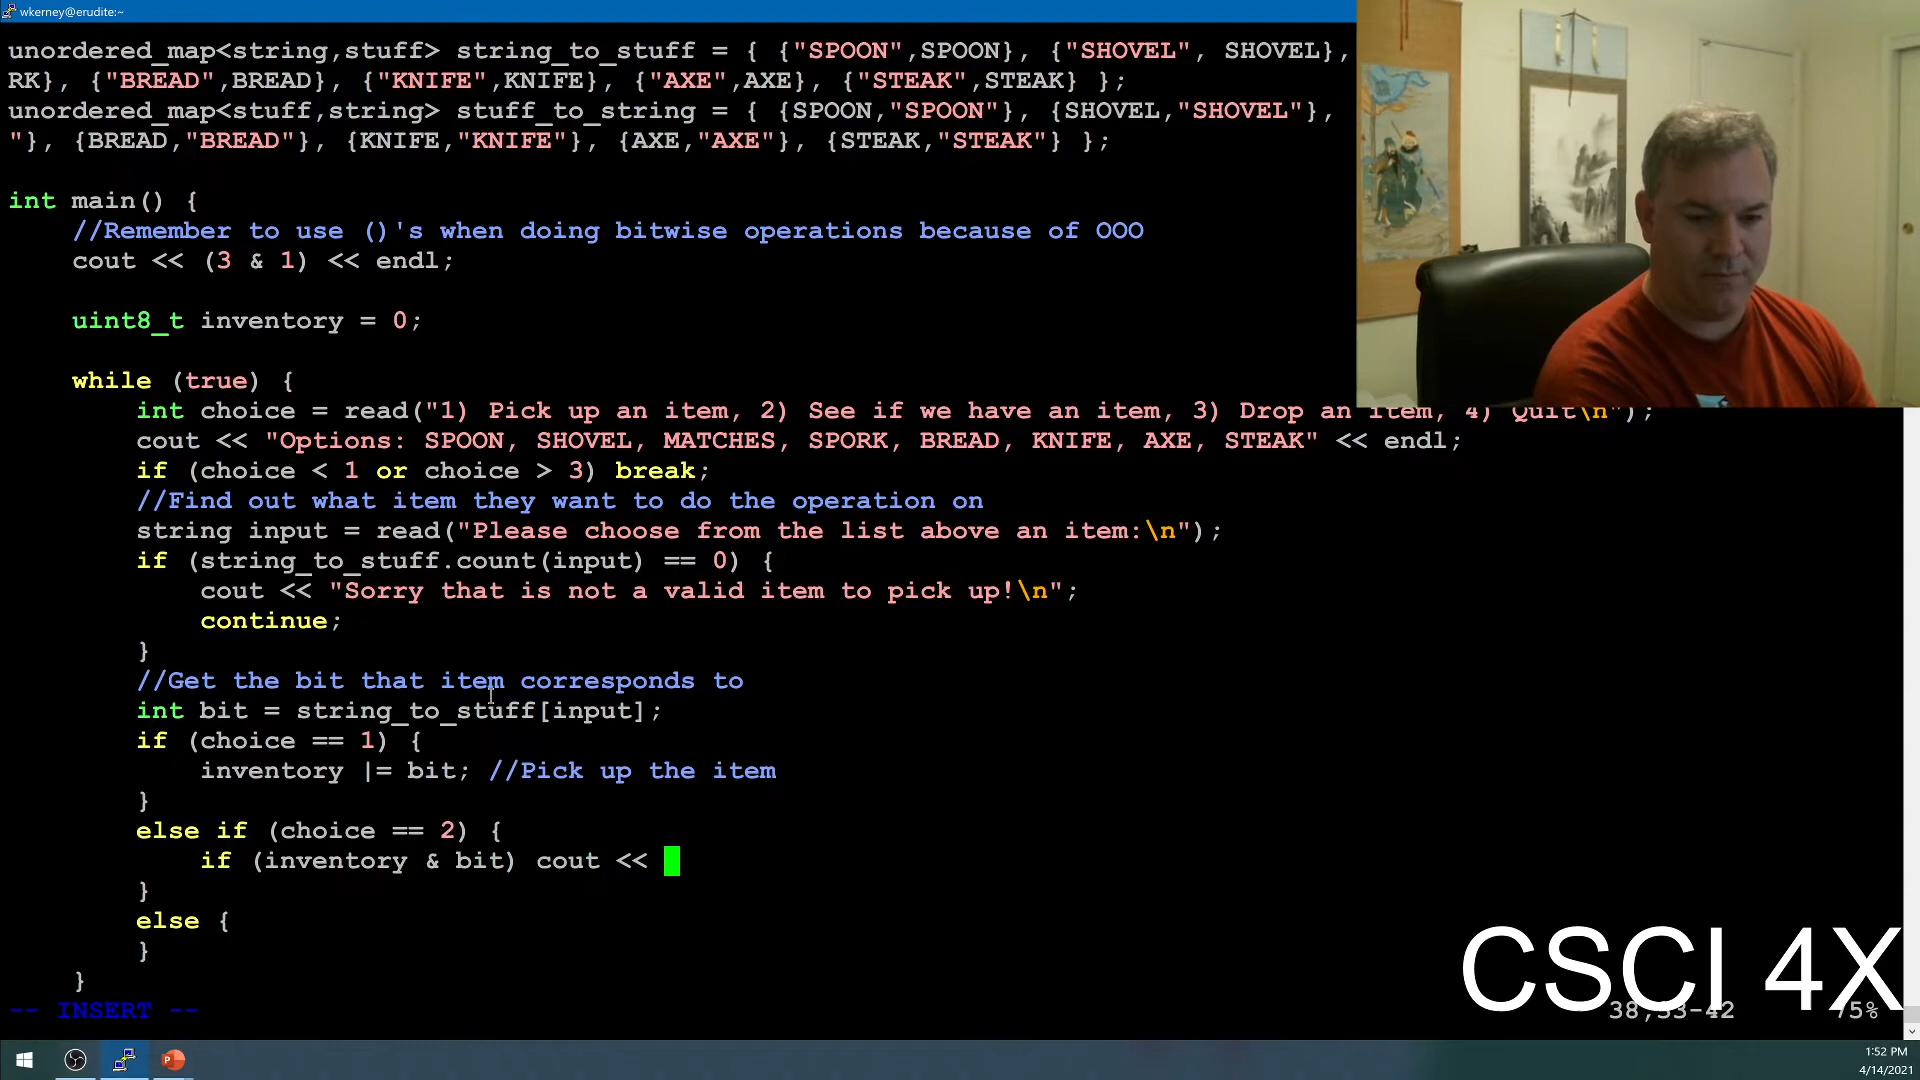 wkerney@erudite:~
unordered_map<string,stuff> string_to_stuff = { {"SPOON",SPOON}, {"SHOVEL", SHOVEL},
RK}, {"BREAD",BREAD}, {"KNIFE",KNIFE}, {"AXE",AXE}, {"STEAK",STEAK} };
unordered_map<stuff,string> stuff_to_string = { {SPOON,"SPOON"}, {SHOVEL,"SHOVEL"},
"}, {BREAD,"BREAD"}, {KNIFE,"KNIFE"}, {AXE,"AXE"}, {STEAK,"STEAK"} };
int main() {
//Remember to use ()'s when doing bitwise operations because of OOO
cout << (3 & 1) << endl;
uint8_t inventory = 0;
while (true) {
int choice = read("1) Pick up an item, 2) See if we have an item, 3) Drop an item, 4) Quit\n");
cout << "Options: SPOON, SHOVEL, MATCHES, SPORK, BREAD, KNIFE, AXE, STEAK" << endl;
if (choice < 1 or choice > 3) break;
//Find out what item they want to do the operation on
string input = read("Please choose from the list above an item:\n");
if (string_to_stuff.count(input) == 0) {
cout << "Sorry that is not a valid item to pick up!\n";
continue;
}
//Get the bit that item corresponds to
int bit = string_to_stuff[input];
if (choice == 1) {
inventory |= bit; //Pick up the item
}
else if (choice == 2) {
if (inventory & bit) cout <<
}
else {
}
}
-- INSERT --
38,33-42
75%
CSCI 4X
1:52 PM
4/14/2021